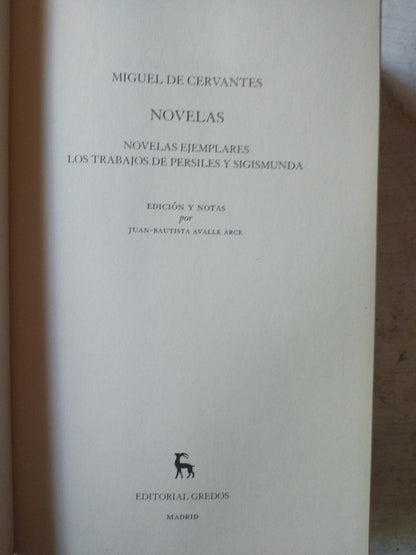 MIGUEL DE CERVANTES
NOVELAS
NOVELAS EJEMPLARES
LOS TRABAJOS DE PERSILES Y SIGISMUNDA
EDICIÓN Y NOTAS
por
JUAN-BAUTISTA AVALLE ARCE
EDITORIAL GREDOS
MADRID